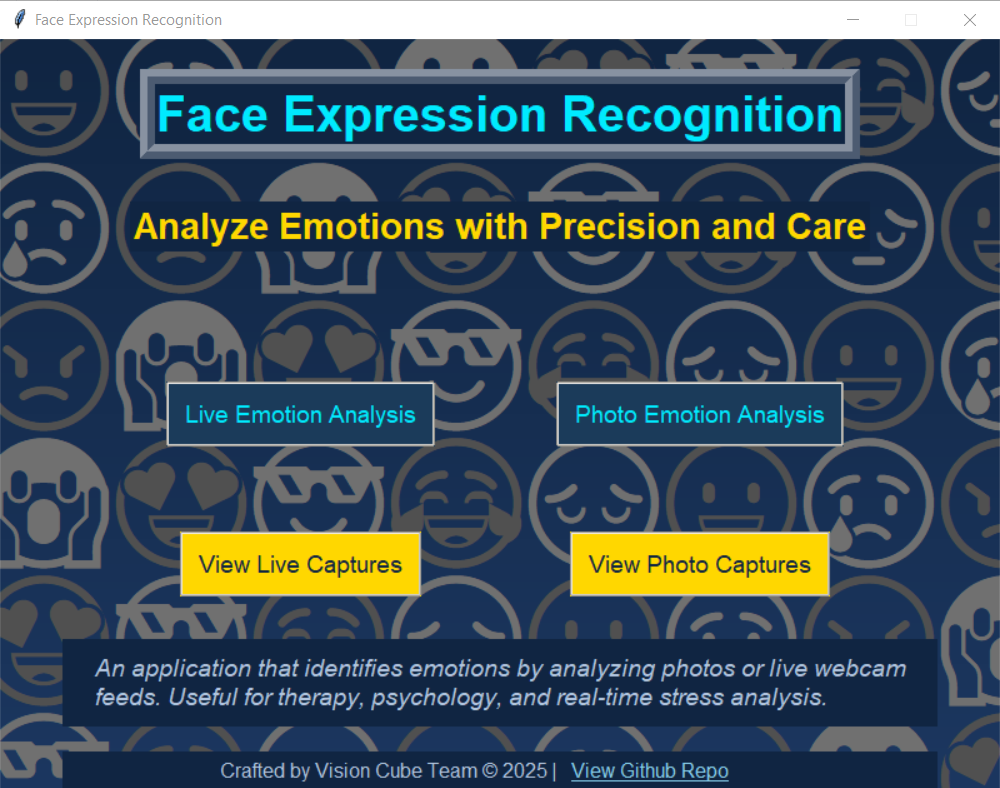 Face Expression Recognition
Face Expression Recognition
Analyze Emotions with Precision and Care
Live Emotion Analysis
Photo Emotion Analysis
View Live Captures
View Photo Captures
An application that identifies emotions by analyzing photos or live webcam
feeds. Useful for therapy, psychology, and real-time stress analysis.
Crafted by Vision Cube Team © 2025 | View Github Repo